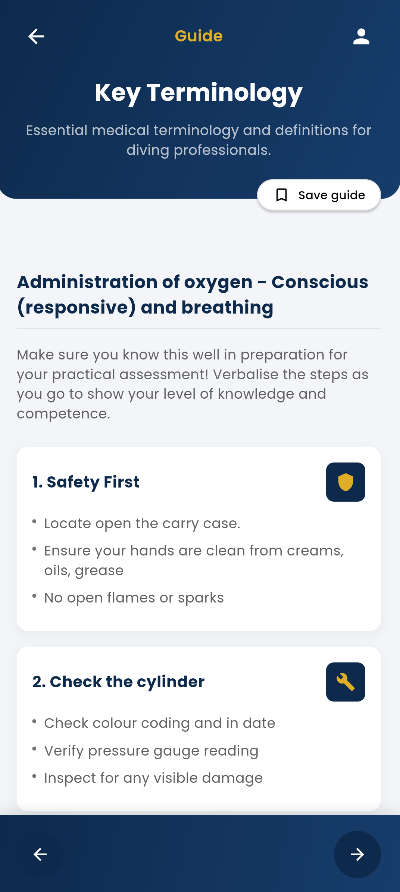 Guide
Key Terminology
Essential medical terminology and definitions for
diving professionals.
Save guide
Administration of oxygen - Conscious
(responsive) and breathing
Make sure you know this well in preparation for
your practical assessment! Verbalise the steps as
you go to show your level of knowledge and
competence.
1. Safety First
• Locate open the carry case.
• Ensure your hands are clean from creams,
oils, grease
• No open flames or sparks
2. Check the cylinder
• Check colour coding and in date
• Verify pressure gauge reading
• Inspect for any visible damage